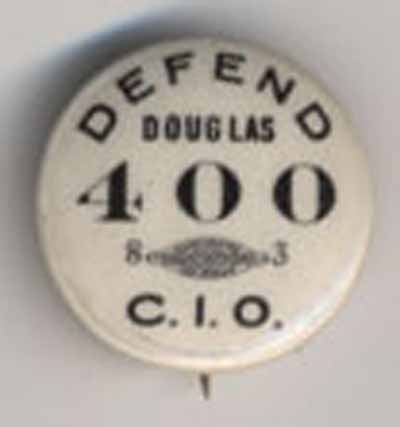 DEFEND
DOUGLAS
400
8 3
C.I.O.